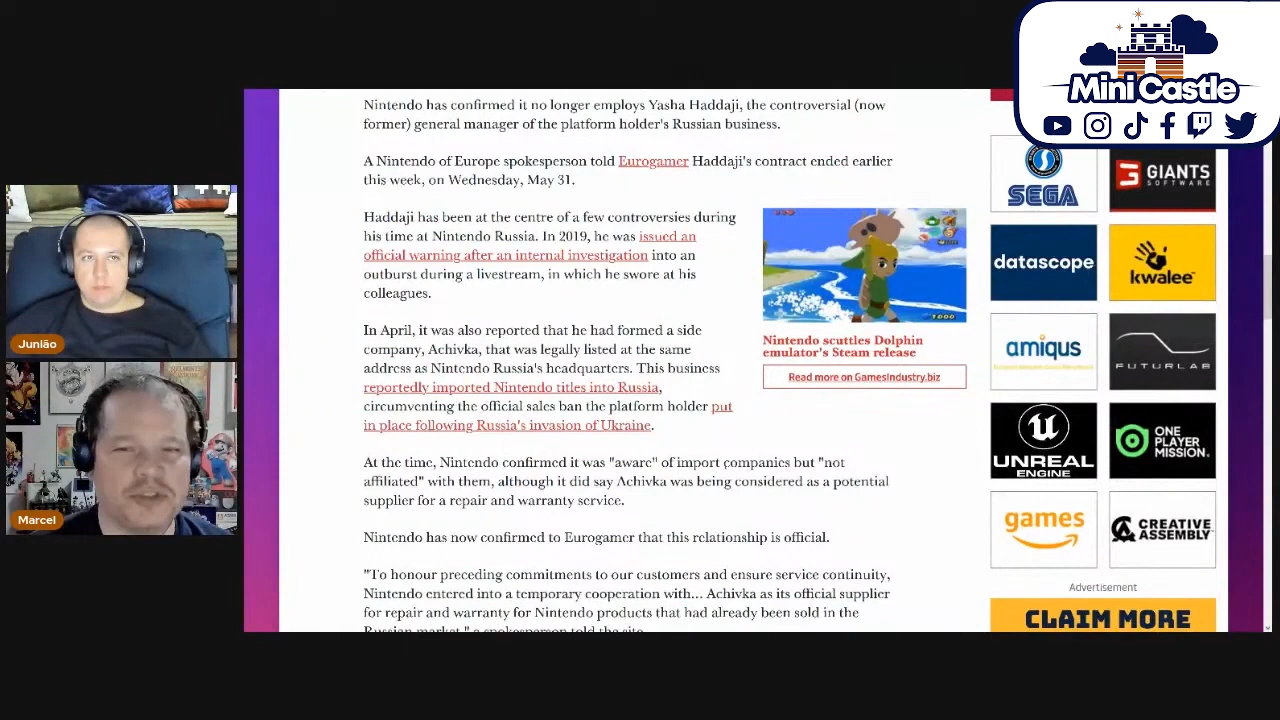 Mini Castle
Nintendo has confirmed it no longer employs Yasha Haddaji, the controversial (now
former) general manager of the platform holder's Russian business.
A Nintendo of Europe spokesperson told Eurogamer Haddaji's contract ended earlier
this week, on Wednesday, May 31.
Haddaji has been at the centre of a few controversies during
his time at Nintendo Russia. In 2019, he was issued an
official warning after an internal investigation into an
outburst during a livestream, in which he swore at his
colleagues.
In April, it was also reported that he had formed a side
company, Achivka, that was legally listed at the same
address as Nintendo Russia's headquarters. This business
reportedly imported Nintendo titles into Russia,
circumventing the official sales ban the platform holder put
in place following Russia's invasion of Ukraine.
1000
Nintendo scuttles Dolphin
emulator's Steam release
Read more on GamesIndustry.biz
At the time, Nintendo confirmed it was "aware" of import companies but "not
affiliated" with them, although it did say Achivka was being considered as a potential
supplier for a repair and warranty service.
Nintendo has now confirmed to Eurogamer that this relationship is official.
"To honour preceding commitments to our customers and ensure service continuity,
Nintendo entered into a temporary cooperation with... Achivka as its official supplier
for repair and warranty for Nintendo products that had already been sold in the
Russian market," a spokesperson told the site.
SEGA
GIANTS
SOFTWARE
datascope
kwalee
amiqus
FUTURLAB
UNREAL
ENGINE
ONE
PLAYER
MISSION
games
CREATIVE
ASSEMBLY
Advertisement
CLAIM MORE
Junião
Marcel